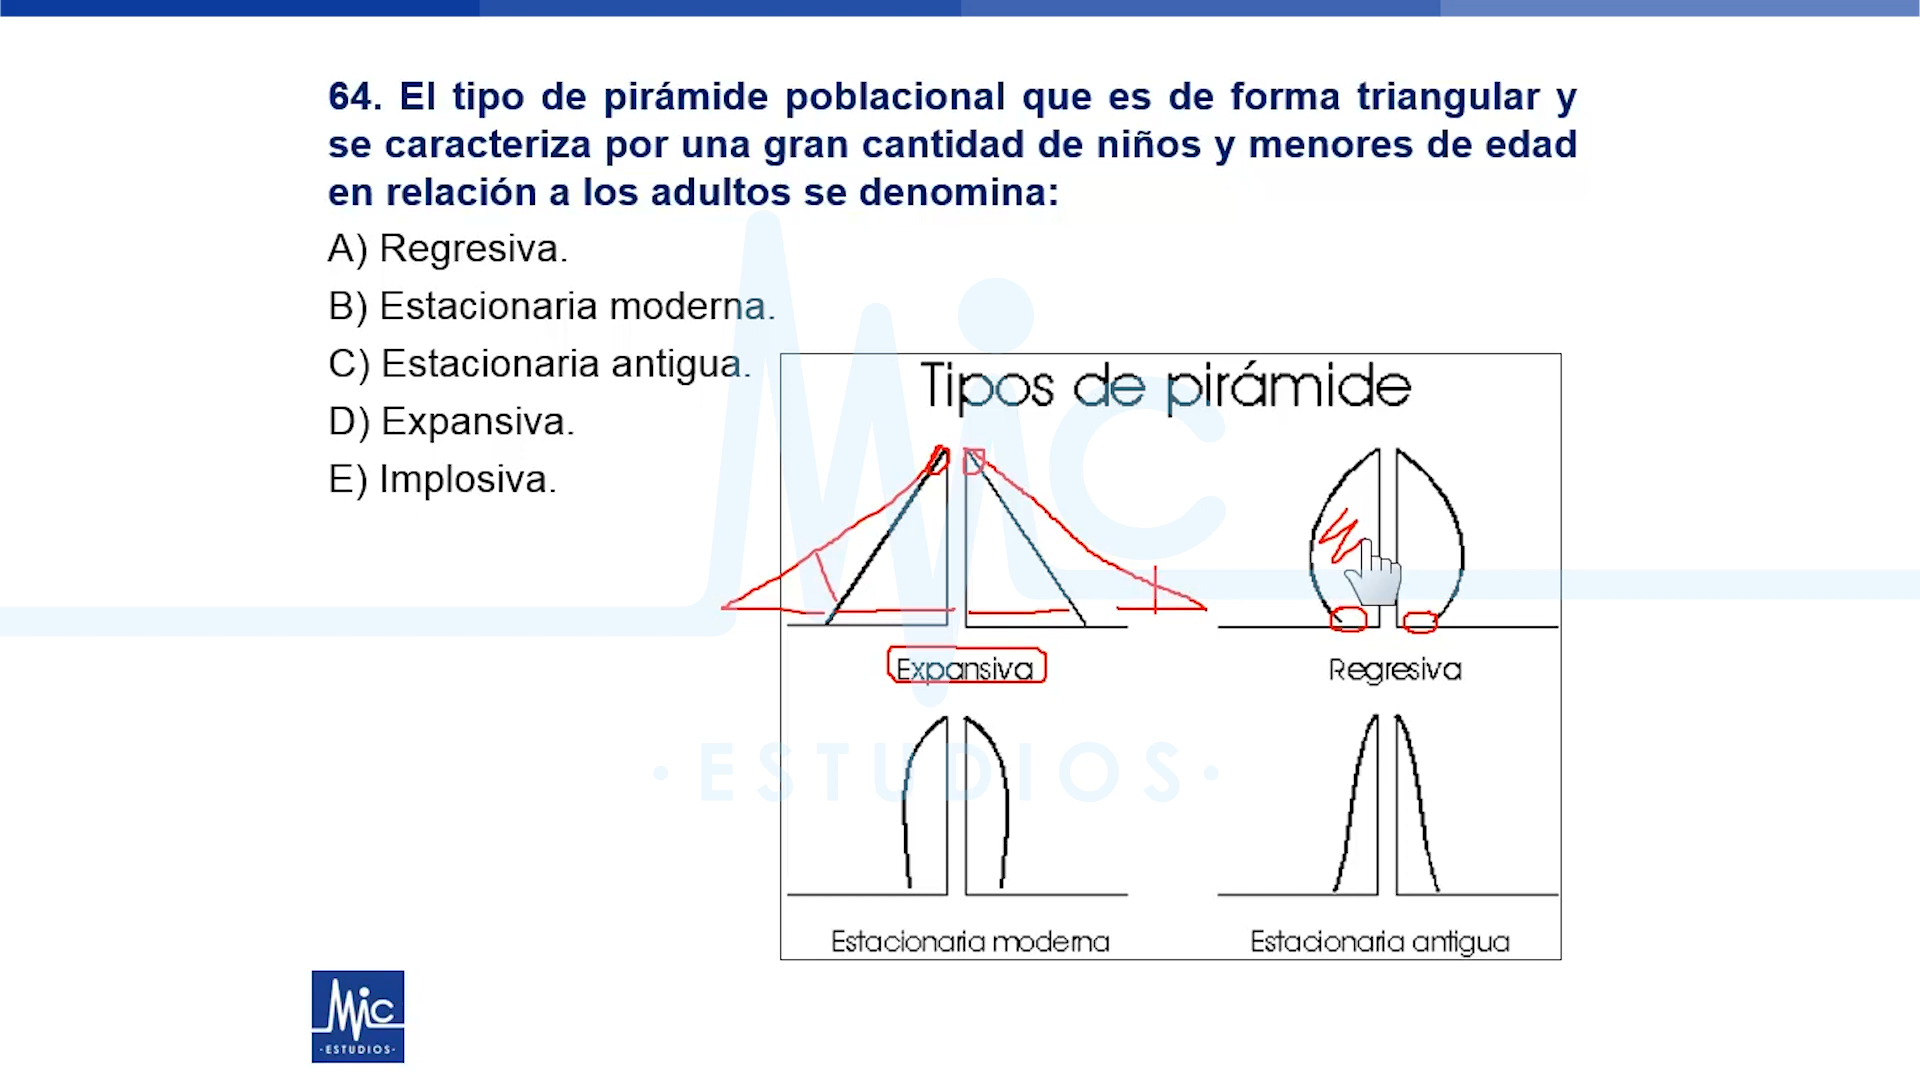 64. El tipo de pirámide poblacional que es de forma triangular y
se caracteriza por una gran cantidad de niños y menores de edad
en relación a los adultos se denomina:
A) Regresiva.
B) Estacionaria moderna.
C) Estacionaria antigua.
D) Expansiva.
E) Implosiva.
Tipos de pirámide
Expansiva
Regresiva
Estacionaria moderna
Estacionaria antigua
Mic
·ESTUDIOS·
Mic
·ESTUDIOS·